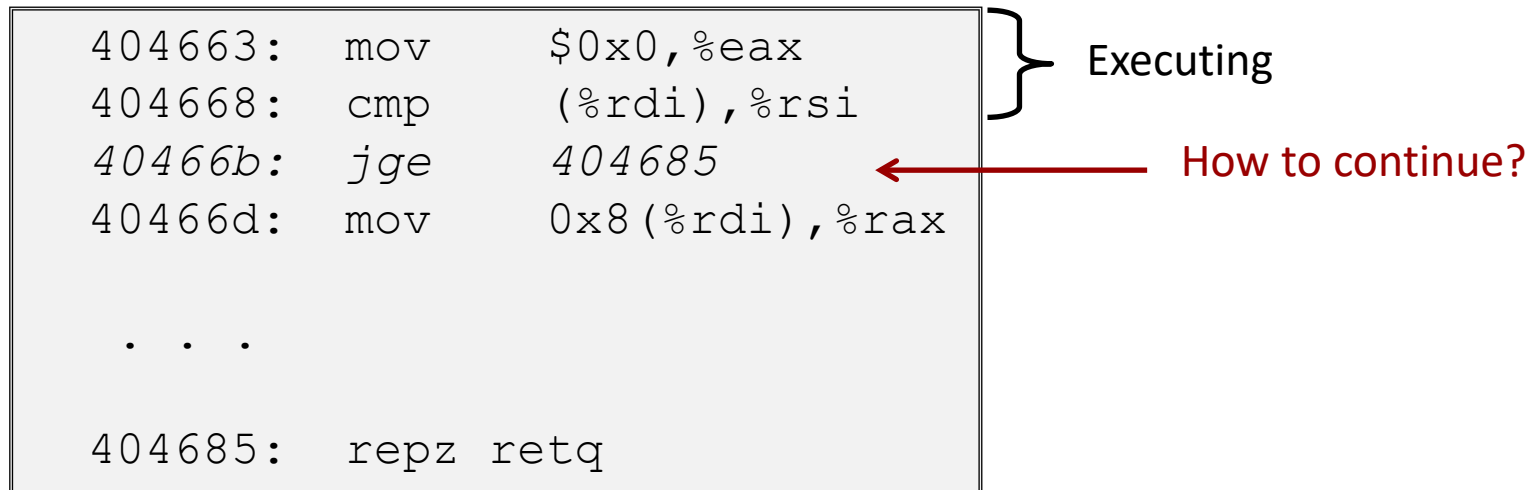 404663: mov $0x0,%eax
Executing
404668: cmp (%rdi),%rsi
40466b: jge 404685
How to continue?
40466d: mov 0x8(%rdi),%rax
. . .
404685: repz retq